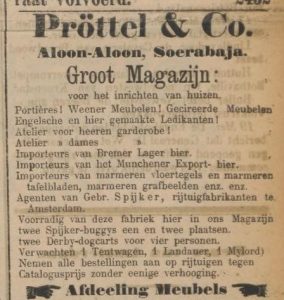 raat volvoerd. 2452
Pröttel & Co.
Aloon-Aloon, Soerabaja.
Groot Magazijn:
voor het inrichten van huizen.
Portières! Weener Meubelen! Gecireerde Meubelen
Engelsche en hier gemaakte Ledikanten!
Atelier voor heeren garderobe!
Atelier » dames »
Importeurs van Bremer Lager bier.
Importeurs van het Munchener Export- bier.
Importeurs van marmeren vloertegels en marmeren
tafelbladen, marmeren grafbeelden enz. enz.
Agenten van Gebr. Spijker, rijtuigfabrikanten te
Amsterdam.
Voorradig van deze fabriek hier in ons Magazijn
twee Spijker-buggys een en twee plaatsen.
twee Derby-dogcarts voor vier personen.
Verwachten 1 Tentwagen, 1 Landauer, 1 Mylord)
Nemen alle bestellingen aan op rijtuigen tegen
Catalogusprijs zonder eenige verhooging.
Afdeeling Meubels